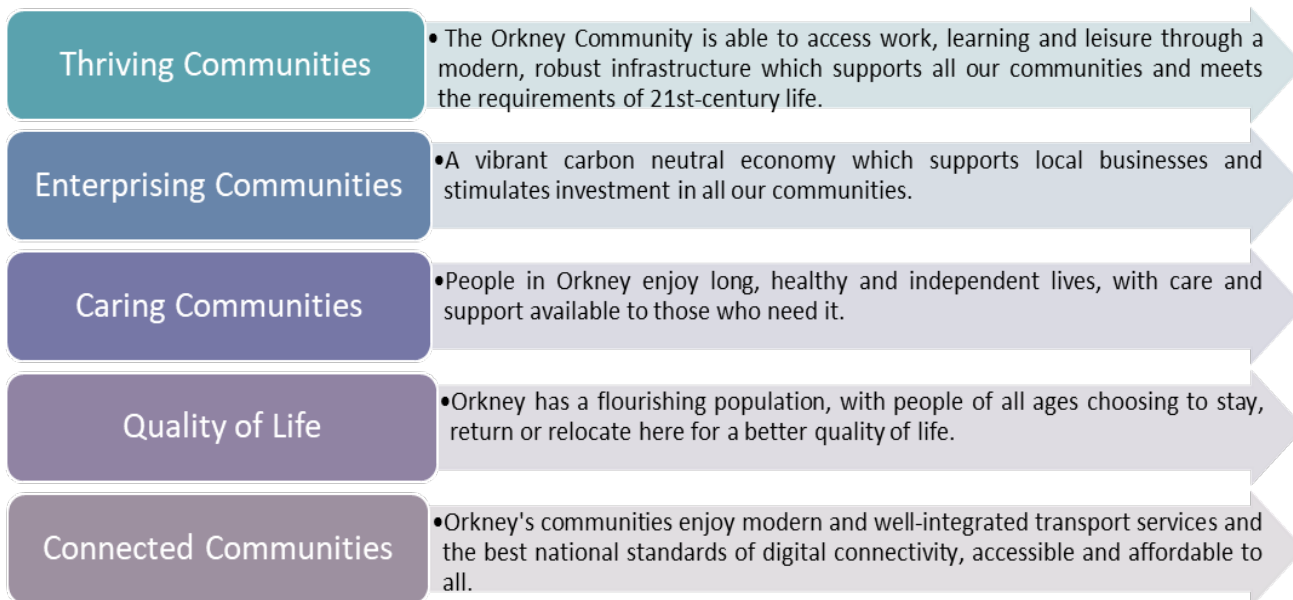 Thriving Communities
• The Orkney Community is able to access work, learning and leisure through a
modern, robust infrastructure which supports all our communities and meets
the requirements of 21st-century life.
Enterprising Communities
•A vibrant carbon neutral economy which supports local businesses and
stimulates investment in all our communities.
Caring Communities
•People in Orkney enjoy long, healthy and independent lives, with care and
support available to those who need it.
Quality of Life
•Orkney has a flourishing population, with people of all ages choosing to stay,
return or relocate here for a better quality of life.
Connected Communities
•Orkney's communities enjoy modern and well-integrated transport services and
the best national standards of digital connectivity, accessible and affordable to
all.